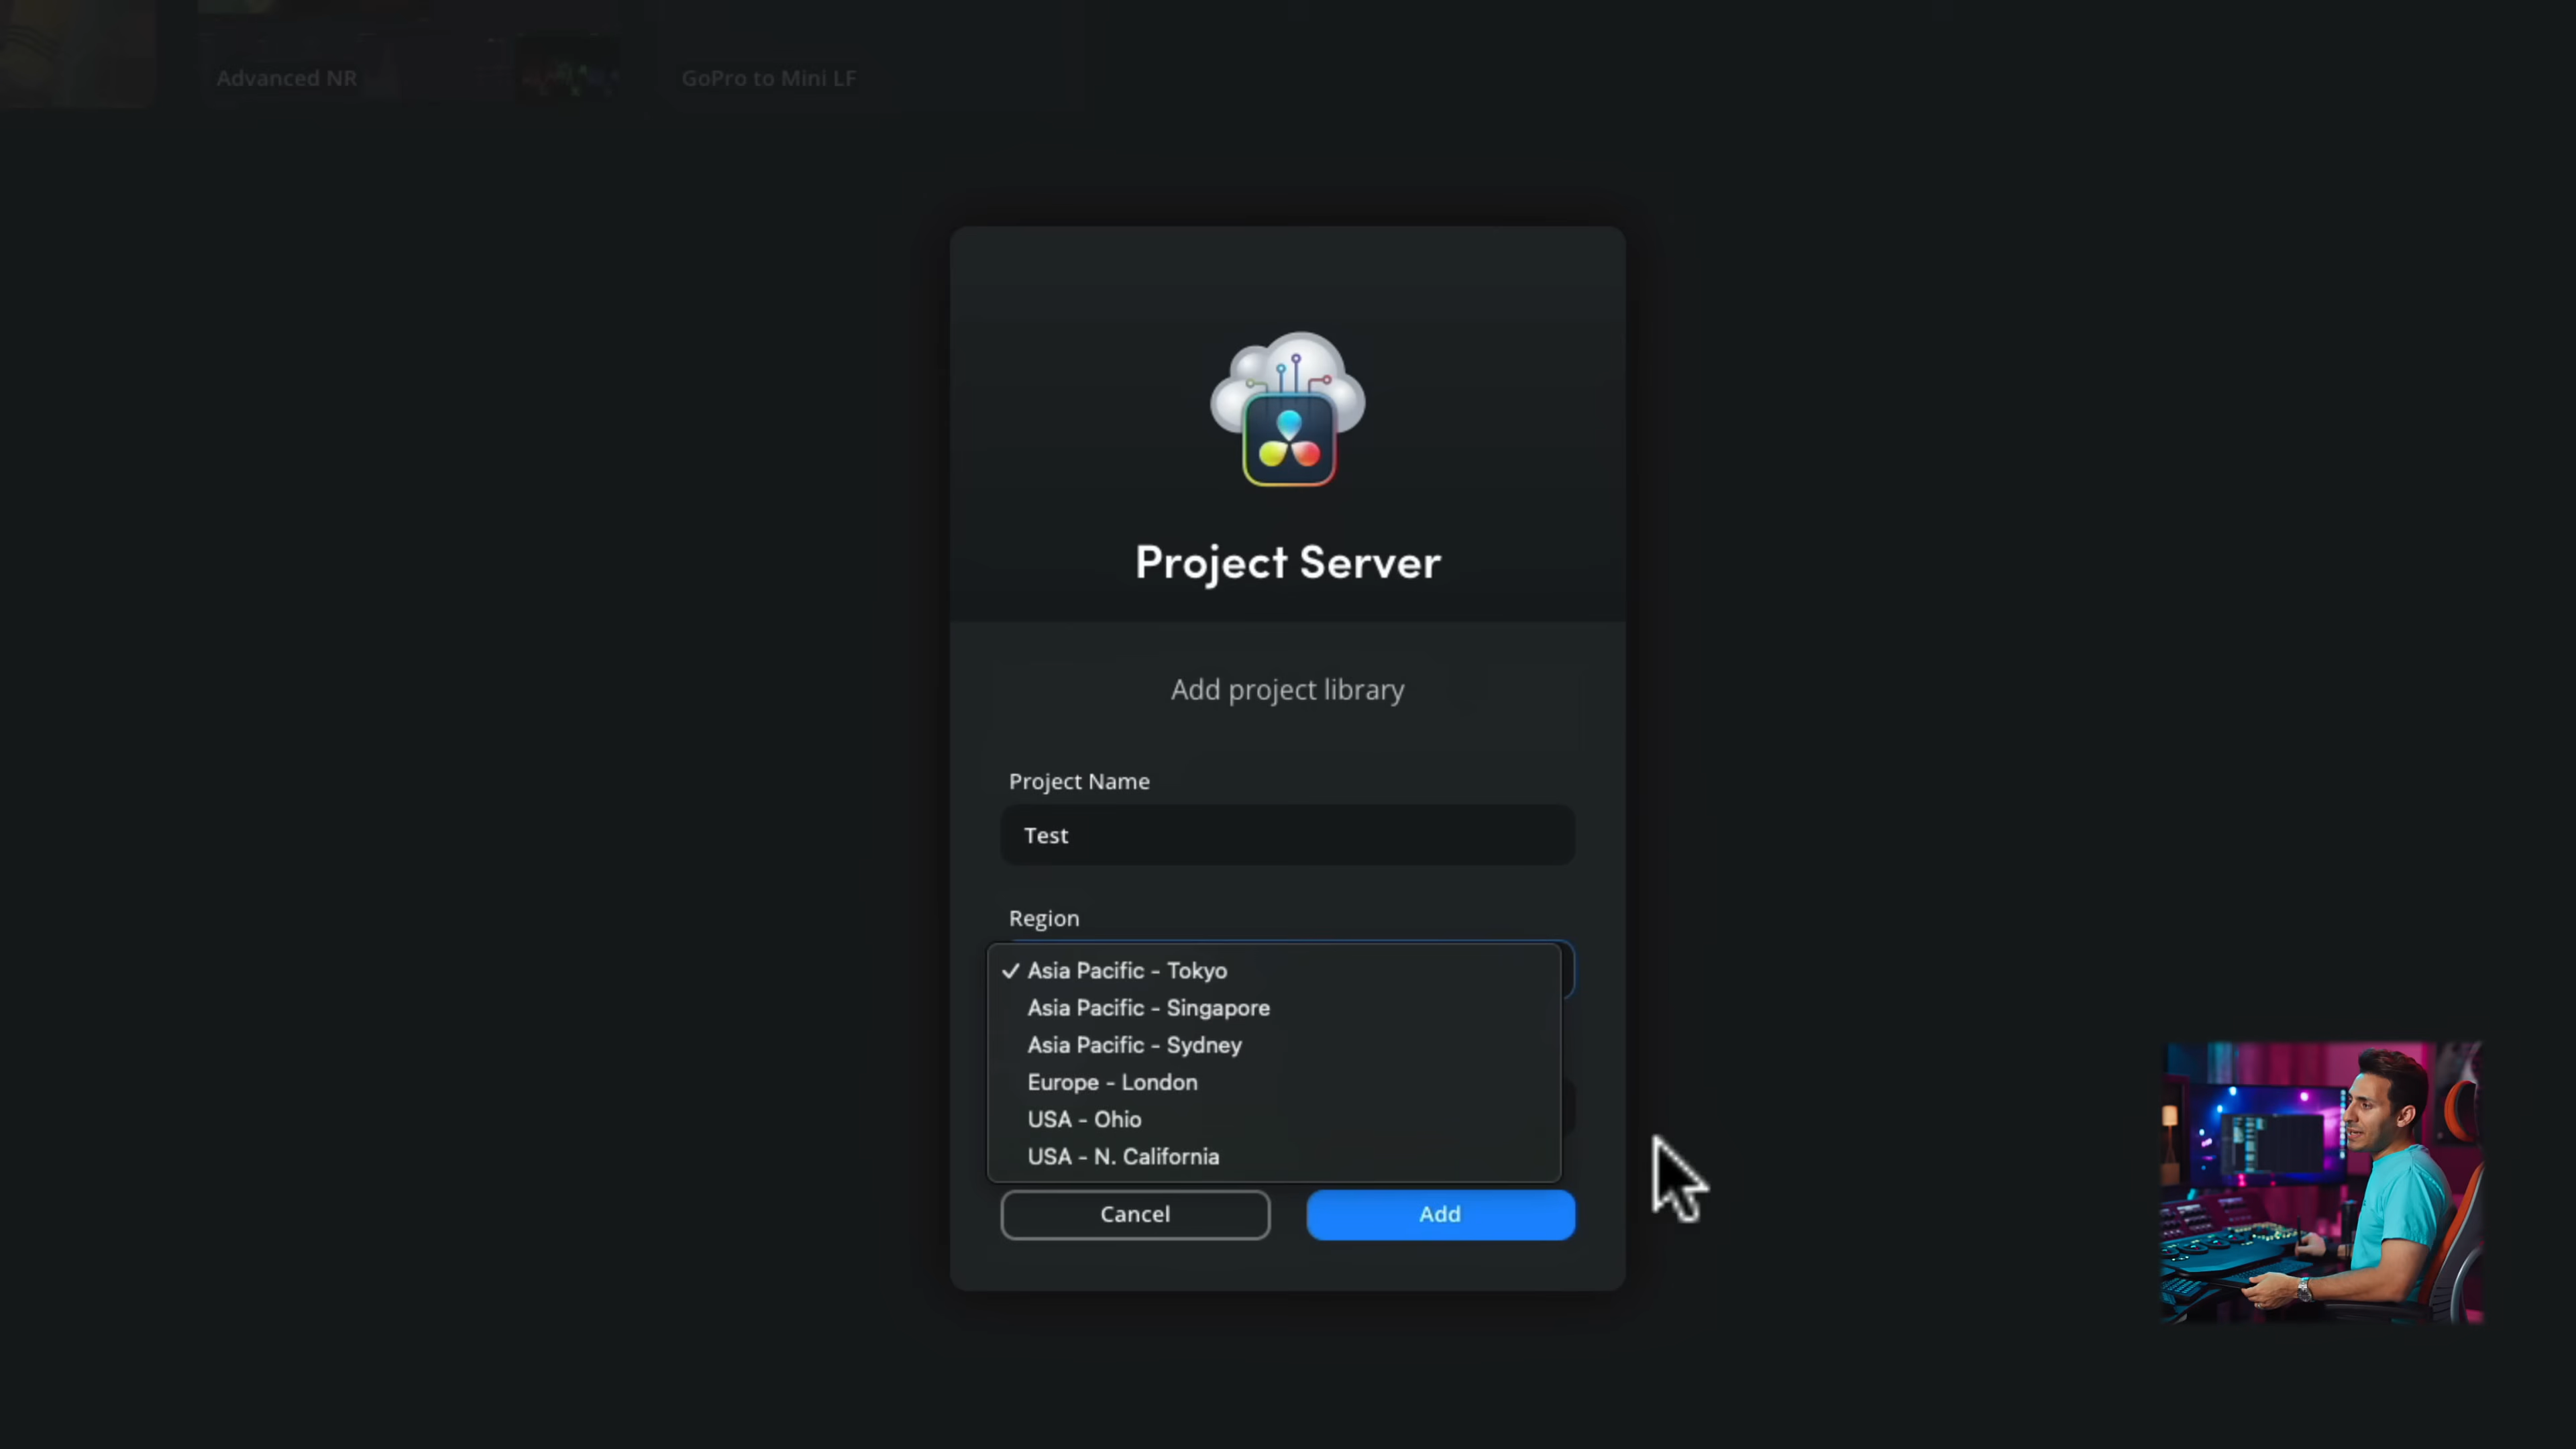 Advanced NR
GoPro to Mini LF
Project Server
Add project library
Project Name
Test
Region
✓ Asia Pacific - Tokyo
Asia Pacific - Singapore
Asia Pacific - Sydney
Europe - London
USA - Ohio
USA - N. California
Cancel
Add